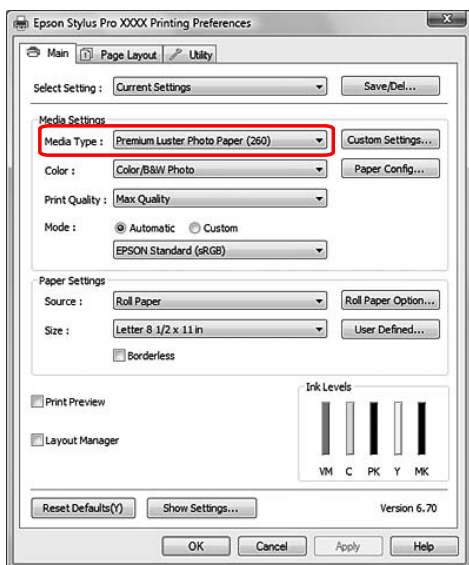 Epson Stylus Pro XXXX Printing Preferences
Main Page Layout Utility
Select Setting : Current Settings Save/Del...
Media Settings
Media Type : Premium Luster Photo Paper (260) Custom Settings...
Color : Color/B&W Photo Paper Config...
Print Quality : Max Quality
Mode : Automatic Custom
EPSON Standard (sRGB)
Paper Settings
Source : Roll Paper Roll Paper Option...
Size : Letter 8 1/2 x 11 in User Defined...
Borderless
Print Preview
Layout Manager
Ink Levels
VM C PK Y MK
Reset Defaults(Y) Show Settings... Version 6.70
OK Cancel Apply Help